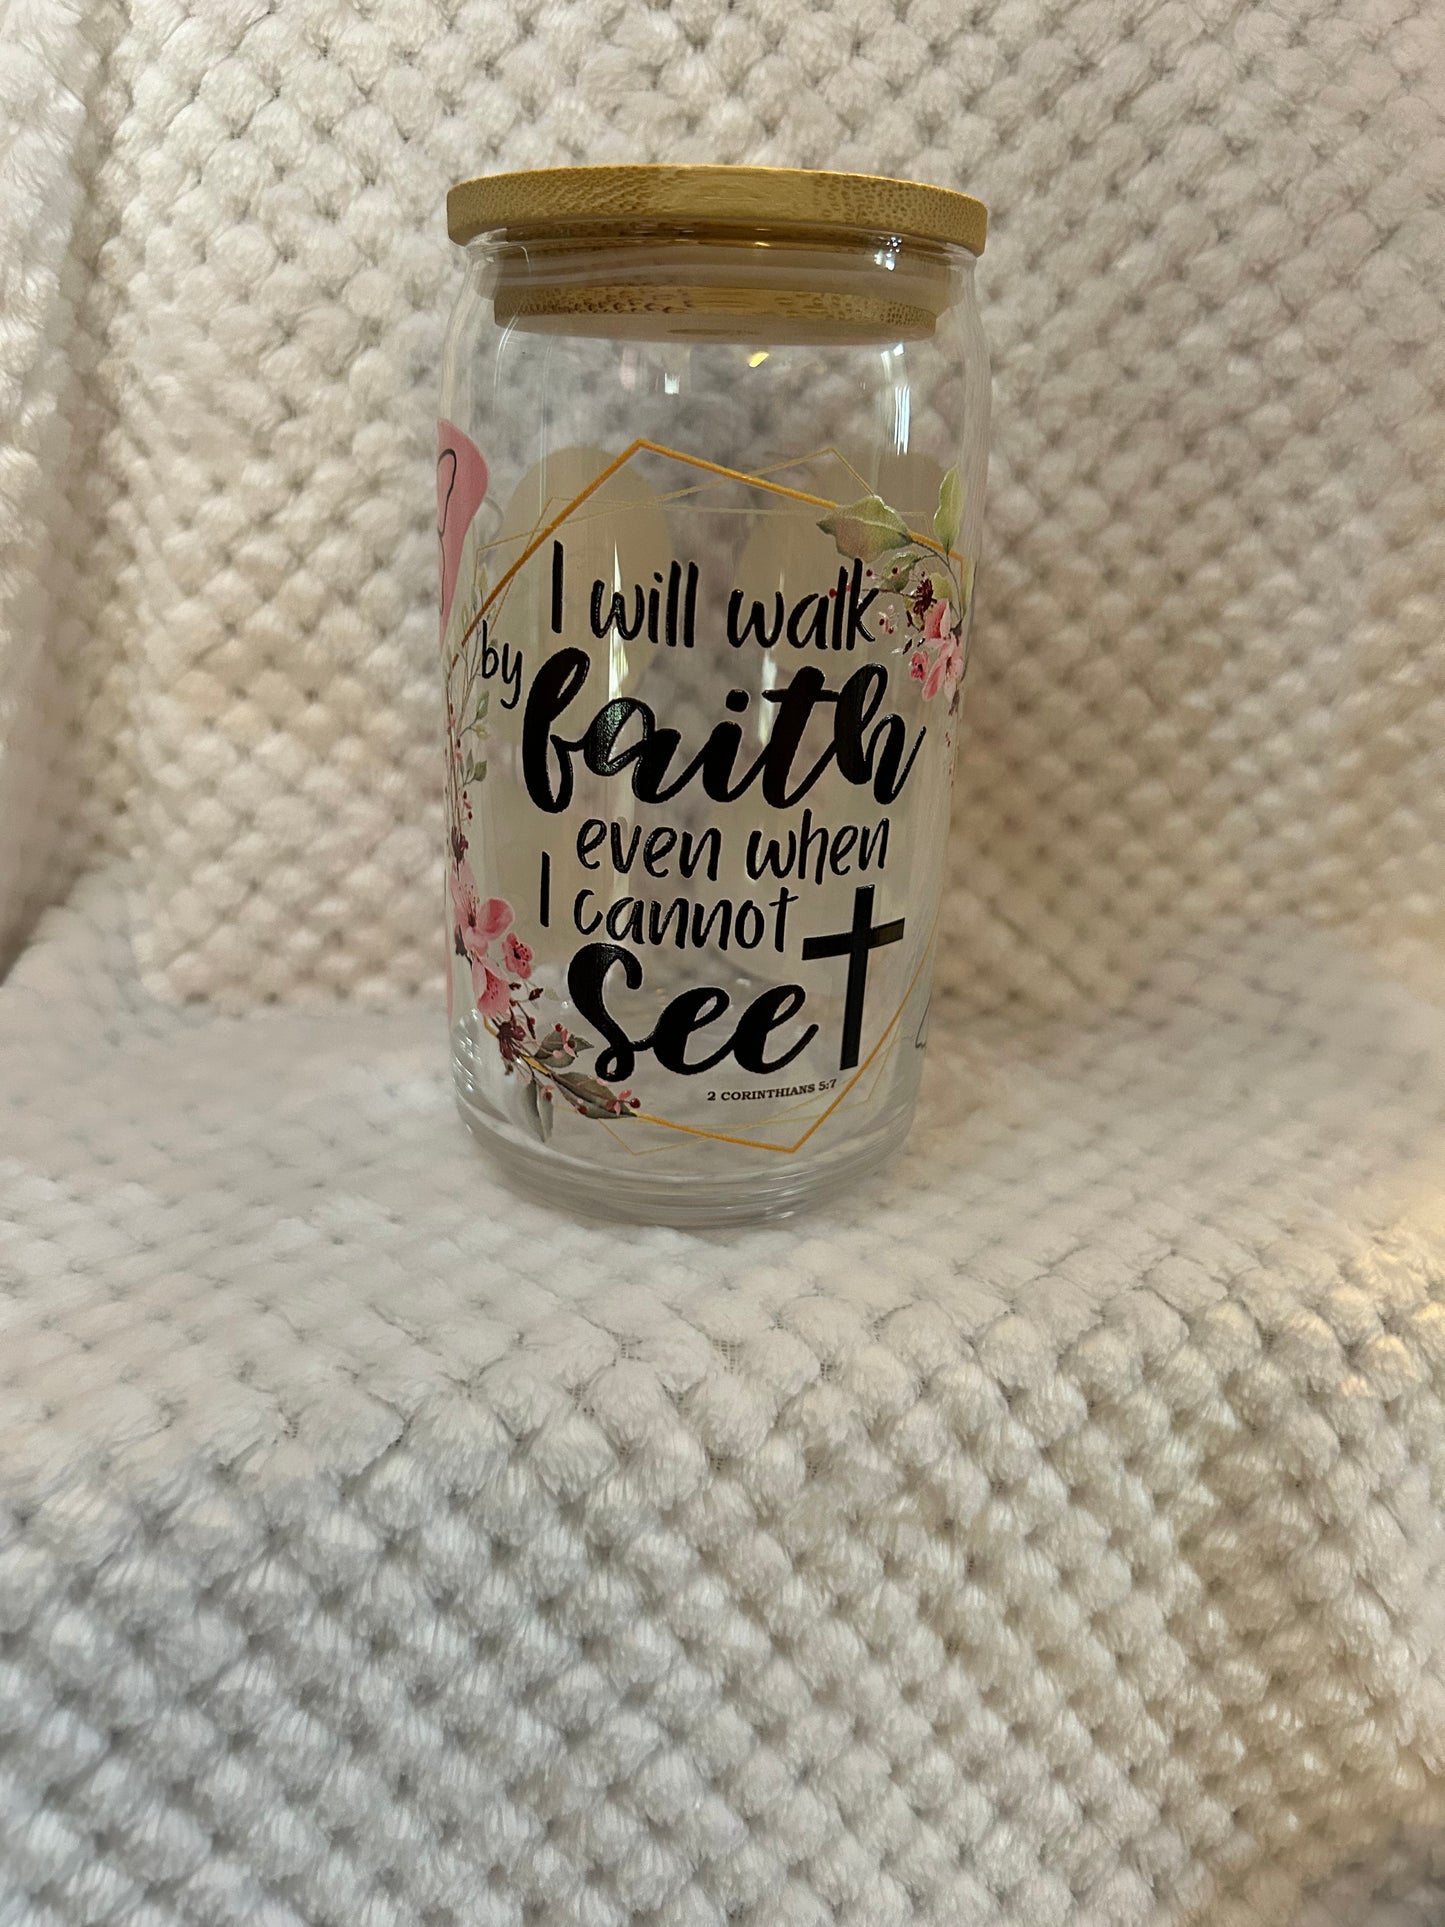 I will walk
by faith
even when
I cannot
See
2 CORINTHIANS 5:7